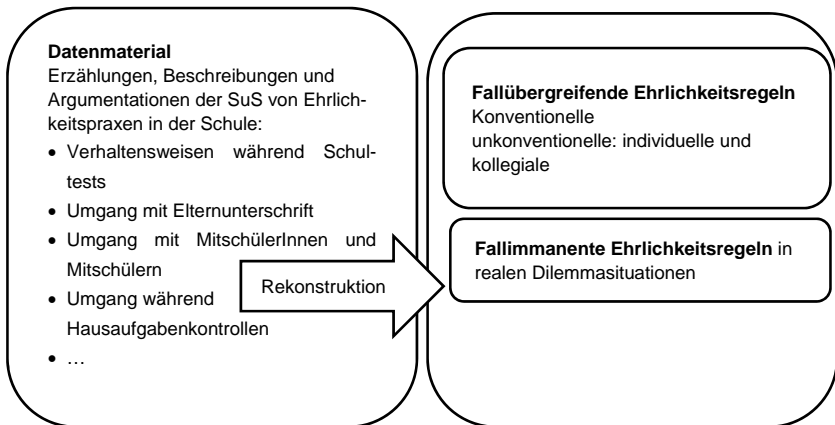 Datenmaterial
Erzählungen, Beschreibungen und
Argumentationen der SuS von Ehrlich-
keitspraxen in der Schule:
• Verhaltensweisen während Schul-
tests
• Umgang mit Elternunterschrift
• Umgang mit MitschülerInnen und
Mitschülern
• Umgang während
Hausaufgabenkontrollen
• …
Rekonstruktion
Fallübergreifende Ehrlichkeitsregeln
Konventionelle
unkonventionelle: individuelle und
kollegiale
Fallimmanente Ehrlichkeitsregeln in
realen Dilemmasituationen